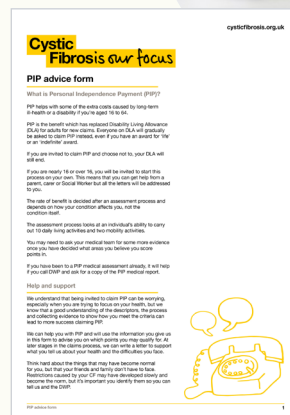 cysticfibrosis.org.uk
Cystic
Fibrosis our focus
PIP advice form
What is Personal Independence Payment (PIP)?
PIP helps with some of the extra costs caused by long-term
ill-health or a disability if you're aged 16 to 64.
PIP is the benefit which has replaced Disability Living Allowance
(DLA) for adults for new claims. Everyone on DLA will gradually
be asked to claim PIP instead, even if you have an award for 'life'
or an 'indefinite' award.
If you are invited to claim PIP and choose not to, your DLA will
still end.
If you are nearly 16 or over 16, you will be invited to start this
process on your own. This means that you can get help from a
parent, carer or Social Worker but all the letters will be addressed
to you.
The rate of benefit is decided after an assessment process and
depends on how your condition affects you, not the
condition itself.
The assessment process looks at an individual's ability to carry
out 10 daily living activities and two mobility activities.
You may need to ask your medical team for some more evidence
once you have decided what areas you believe you score
points in.
If you have been to a PIP medical assessment already, it will help
if you call DWP and ask for a copy of the PIP medical report.
Help and support
We understand that being invited to claim PIP can be worrying,
especially when you are trying to focus on your health, but we
know that a good understanding of the descriptors, the process
and collecting evidence to show how you meet the criteria can
lead to more success claiming PIP.
We can help you with PIP and will use the information you give us
in this form to advise you on which points you may qualify for. At
later stages in the claims process, we can write a letter to support
what you tell us about your health and the difficulties you face.
Think hard about the things that may have become normal
for you, but that your friends and family don't have to face.
Restrictions caused by your CF may have developed slowly and
become the norm, but it's important you identify them so you can
tell us and the DWP.
PIP advice form
1